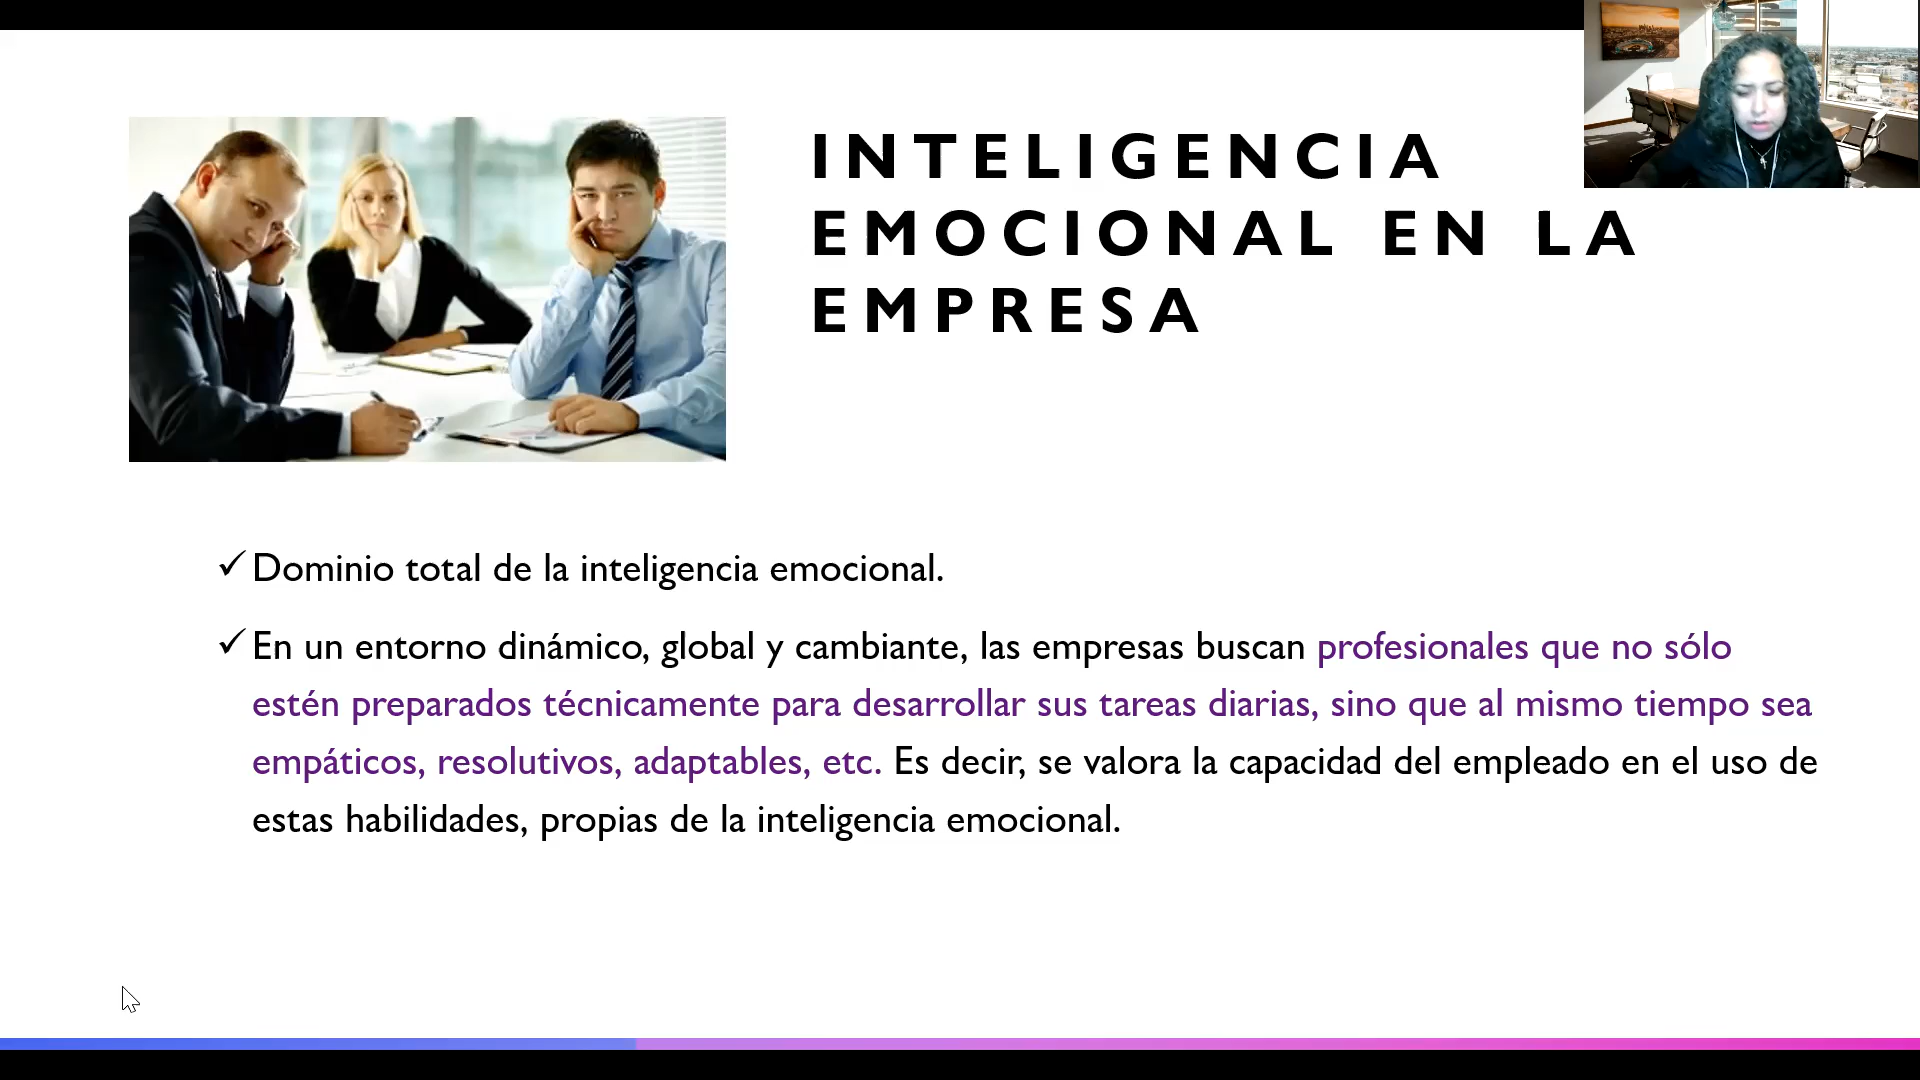 INTELIGENCIA
EMOCIONAL EN LA
EMPRESA
✓Dominio total de la inteligencia emocional.
✓En un entorno dinámico, global y cambiante, las empresas buscan profesionales que no sólo
estén preparados técnicamente para desarrollar sus tareas diarias, sino que al mismo tiempo sea
empáticos, resolutivos, adaptables, etc. Es decir, se valora la capacidad del empleado en el uso de
estas habilidades, propias de la inteligencia emocional.